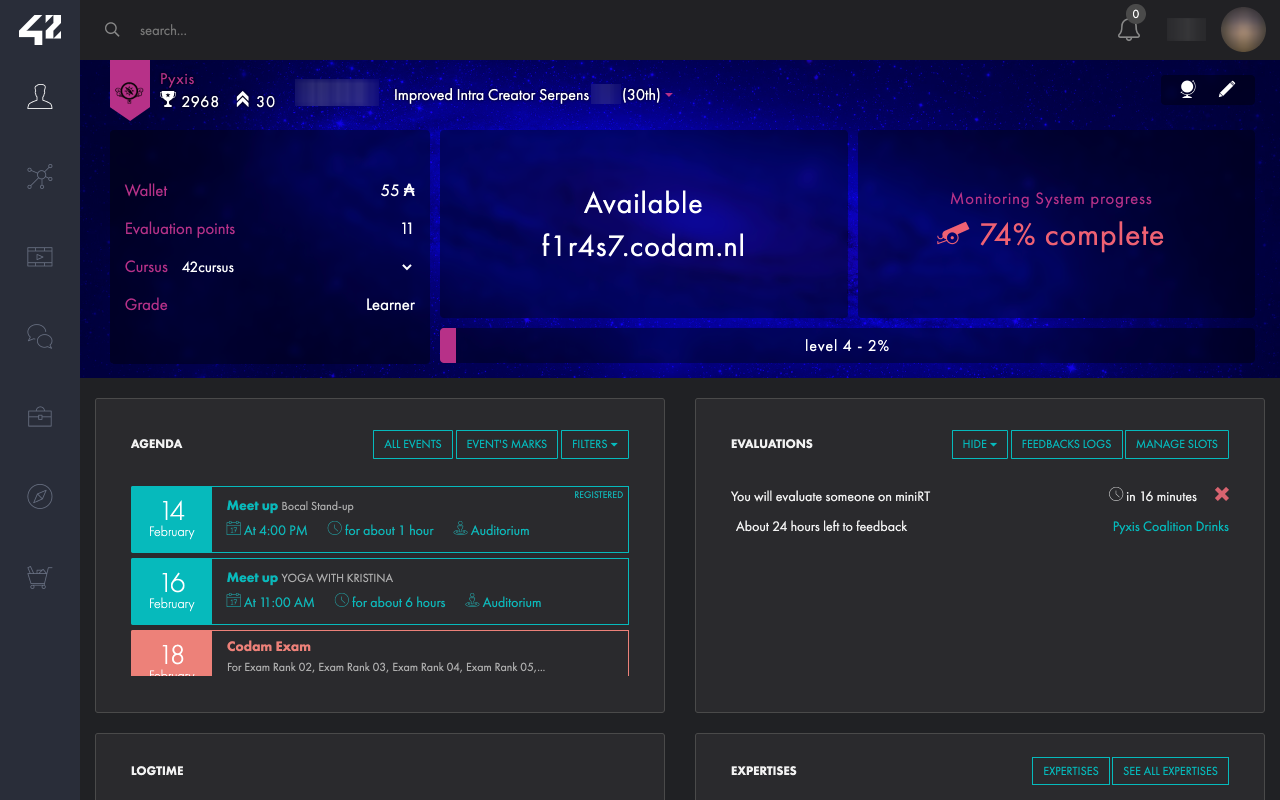 42
search...
0
Pyxis
2968 30
Improved Intra Creator Serpens (30th)
Wallet 55 ₳
Evaluation points 11
Cursus 42cursus
Grade Learner
Available
f1r4s7.codam.nl
Monitoring System progress
74% complete
level 4 - 2%
AGENDA ALL EVENTS EVENT'S MARKS FILTERS
14
February
REGISTERED
Meet up Bocal Stand-up
17 At 4:00 PM for about 1 hour Auditorium
16
February
Meet up YOGA WITH KRISTINA
17 At 11:00 AM for about 6 hours Auditorium
18
February
Codam Exam
For Exam Rank 02, Exam Rank 03, Exam Rank 04, Exam Rank 05,...
EVALUATIONS HIDE FEEDBACKS LOGS MANAGE SLOTS
You will evaluate someone on miniRT in 16 minutes
About 24 hours left to feedback Pyxis Coalition Drinks
LOGTIME
EXPERTISES EXPERTISES SEE ALL EXPERTISES